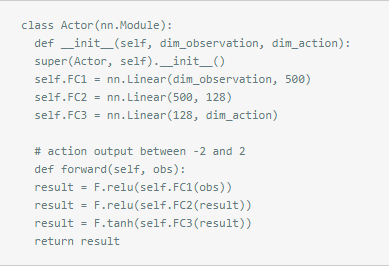 class Actor(nn.Module):
  def __init__(self, dim_observation, dim_action):
  super(Actor, self).__init__()
  self.FC1 = nn.Linear(dim_observation, 500)
  self.FC2 = nn.Linear(500, 128)
  self.FC3 = nn.Linear(128, dim_action)

  # action output between -2 and 2
  def forward(self, obs):
  result = F.relu(self.FC1(obs))
  result = F.relu(self.FC2(result))
  result = F.tanh(self.FC3(result))
  return result